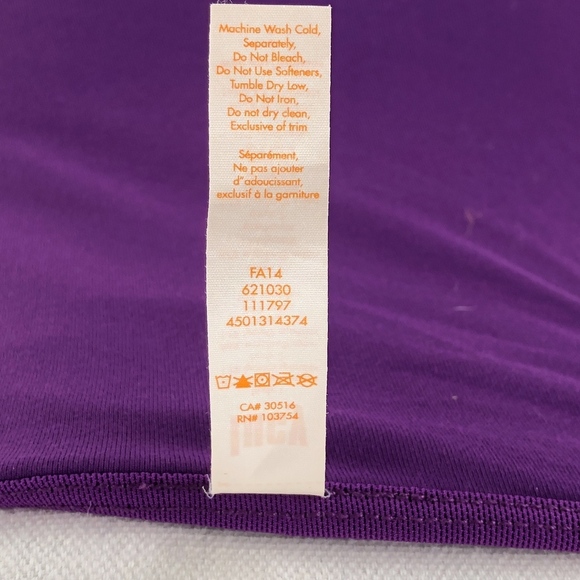 Machine Wash Cold,
Separately,
Do Not Bleach,
Do Not Use Softeners,
Tumble Dry Low,
Do Not Iron,
Do not dry clean,
Exclusive of trim
Séparément,
Ne pas ajouter
d"adoucissant,
exclusif à la garniture
FA14
621030
111797
4501314374
CA# 30516
RN# 103754